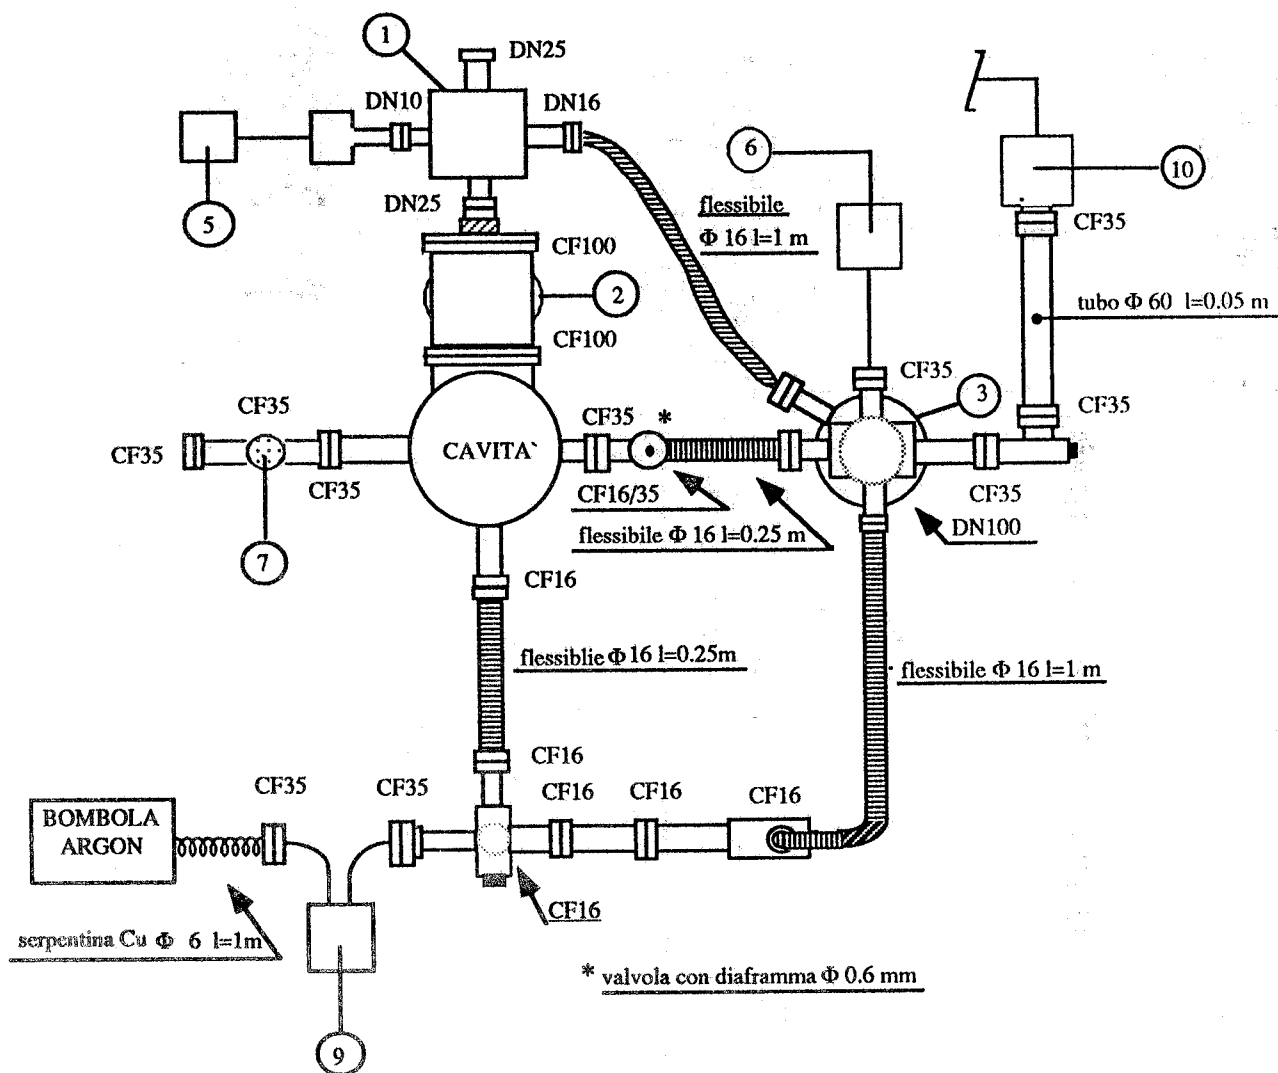 1
DN25
DN10
DN16
5
DN25
6
flessibile
Φ 16 l=1 m
10
CF35
CF100
2
CF100
tubo Φ 60 l=0.05 m
CF35
3
CF35
CF35
CF35
*
CF35
CF35
CAVITA`
CF16/35
CF35
flessibile Φ 16 l=0.25 m
DN100
7
CF16
flessiblie Φ 16 l=0.25m
flessibile Φ 16 l=1 m
CF16
CF35
CF35
CF16
CF16
CF16
BOMBOLA
ARGON
CF16
serpentina Cu Φ 6 l=1m
* valvola con diaframma Φ 0.6 mm
9